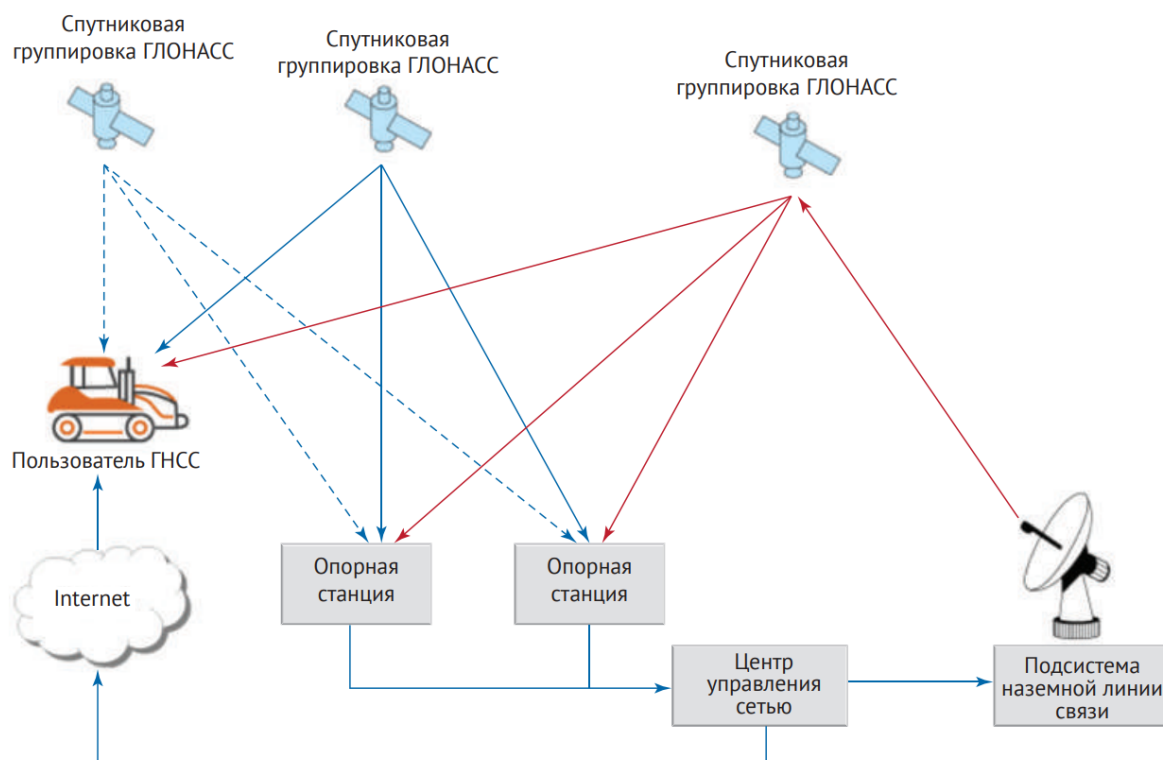 Спутниковая
группировка ГЛОНАСС
Спутниковая
группировка ГЛОНАСС
Спутниковая
группировка ГЛОНАСС
Пользователь ГНСС
Internet
Опорная
станция
Опорная
станция
Центр
управления
сетью
Подсистема
наземной линии
связи